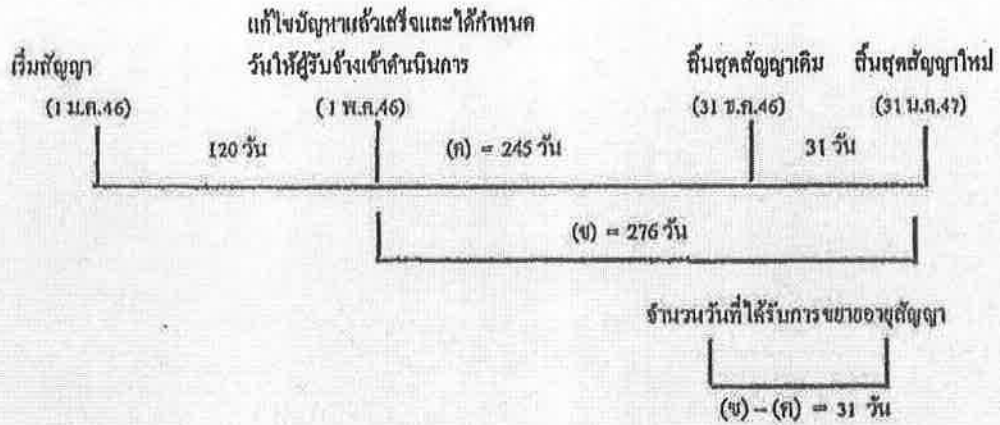 แก้ไขปัญหาแล้วเสร็จและได้กำหนด
เริ่มสัญญา วันให้ผู้รับจ้างเข้าดำเนินการ สิ้นสุดสัญญาเดิม สิ้นสุดสัญญาใหม่
(1 ม.ค.46) (1 พ.ค.46) (31 ธ.ค.46) (31 ม.ค.47)
120 วัน (ค) = 245 วัน 31 วัน
(ข) = 276 วัน
จำนวนวันที่ได้รับการขยายอายุสัญญา
(ข) – (ค) = 31 วัน